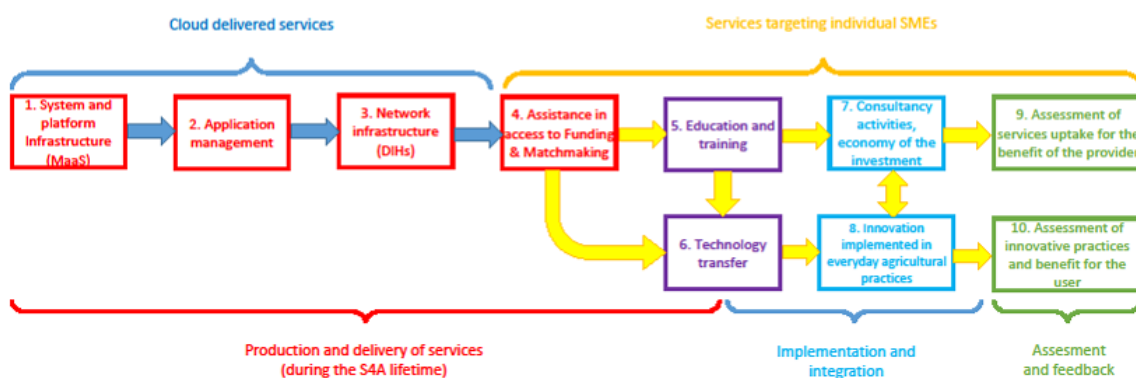 Cloud delivered services
Services targeting individual SMEs
1. System and
platform
Infrastructure
(MaaS)
2. Application
management
3. Network
infrastructure
(DIHs)
4. Assistance in
access to Funding
& Matchmaking
5. Education and
training
7. Consultancy
activities,
economy of the
investment
9. Assessment of
services uptake for the
benefit of the provider
6. Technology
transfer
8. Innovation
implemented in
everyday agricultural
practices
10. Assessment of
innovative practices
and benefit for the
user
Production and delivery of services
(during the S4A lifetime)
Implementation and
integration
Assesment
and feedback